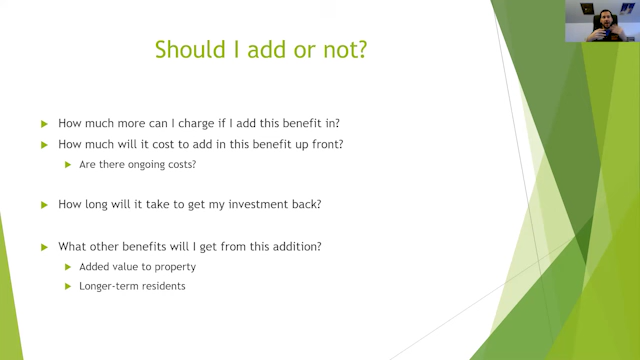 Should I add or not?
How much more can I charge if I add this benefit in?
How much will it cost to add in this benefit up front?
Are there ongoing costs?
How long will it take to get my investment back?
What other benefits will I get from this addition?
Added value to property
Longer-term residents